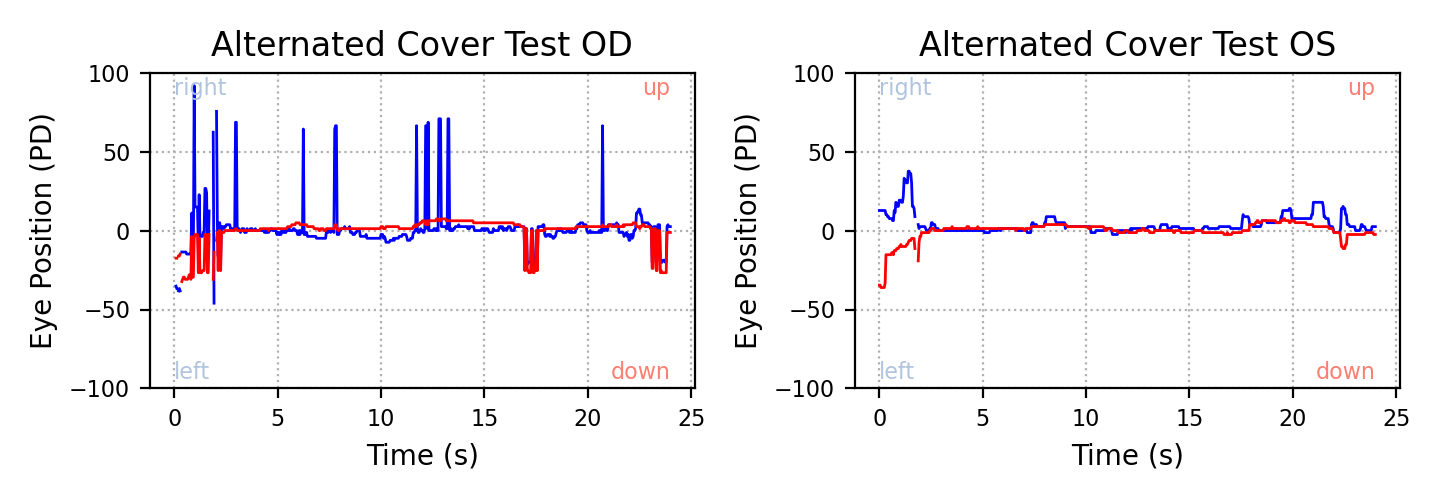 Alternated Cover Test OD
100
50
0
−50
−100
Eye Position (PD)
right
up
left
down
0
5
10
15
20
25
Time (s)
Alternated Cover Test OS
100
50
0
−50
−100
Eye Position (PD)
right
up
left
down
0
5
10
15
20
25
Time (s)